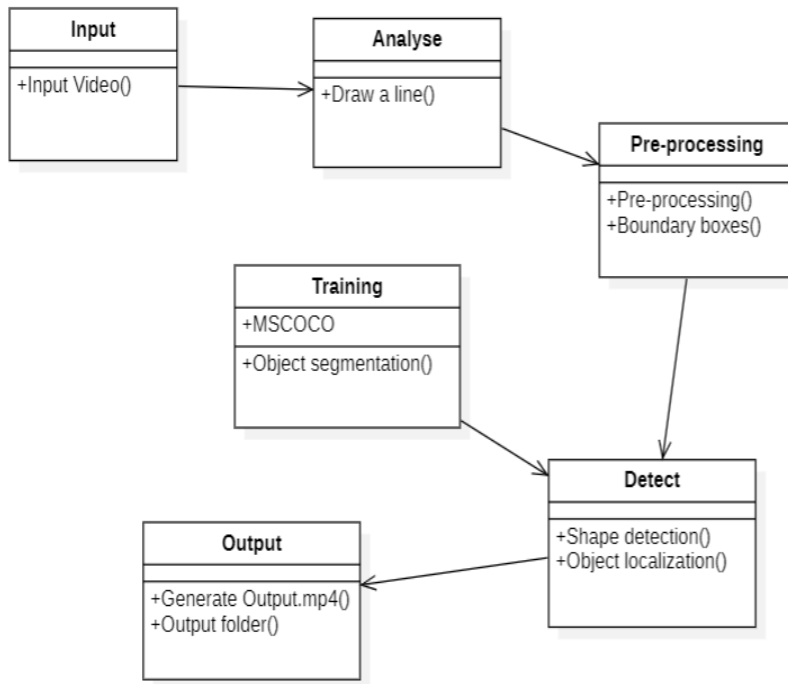 Input
+Input Video()
Analyse
+Draw a line()
Pre-processing
+Pre-processing()
+Boundary boxes()
Training
+MSCOCO
+Object segmentation()
Detect
+Shape detection()
+Object localization()
Output
+Generate Output.mp4()
+Output folder()